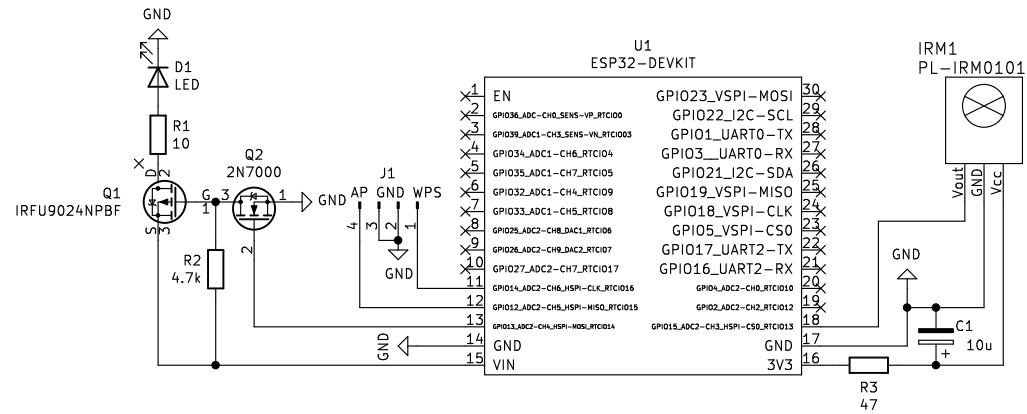 GND
D1
LED
R1
10
Q2
2N7000
D
2
Q1
IRFU9024NPBF
G
1
3
1
GND
S
3
2
R2
4.7k
J1
AP
GND
WPS
4
3
2
1
GND
GND
U1
ESP32-DEVKIT
1
EN
GPIO23_VSPI-MOSI
30
2
GPIO36_ADC-CH0_SENS-VP_RTCIO0
GPIO22_I2C-SCL
29
3
GPIO39_ADC1-CH3_SENS-VN_RTCIO03
GPIO1_UART0-TX
28
4
GPIO34_ADC1-CH6_RTCIO4
GPIO3__UART0-RX
27
5
GPIO35_ADC1-CH7_RTCIO5
GPIO21_I2C-SDA
26
6
GPIO32_ADC1-CH4_RTCIO9
GPIO19_VSPI-MISO
25
7
GPIO33_ADC1-CH5_RTCIO8
GPIO18_VSPI-CLK
24
8
GPIO25_ADC2-CH8_DAC1_RTCIO6
GPIO5_VSPI-CS0
23
9
GPIO26_ADC2-CH9_DAC2_RTCIO7
GPIO17_UART2-TX
22
10
GPIO27_ADC2-CH7_RTCIO17
GPIO16_UART2-RX
21
11
GPIO14_ADC2-CH6_HSPI-CLK_RTCIO16
GPIO4_ADC2-CH0_RTCIO10
20
12
GPIO12_ADC2-CH5_HSPI-MISO_RTCIO15
GPIO2_ADC2-CH2_RTCIO12
19
13
GPIO13_ADC2-CH4_HSPI-MOSI_RTCIO14
GPIO15_ADC2-CH3_HSPI-CS0_RTCIO13
18
14
GND
GND
17
15
VIN
3V3
16
IRM1
PL-IRM0101
Vout
GND
Vcc
GND
C1
10u
+
R3
47